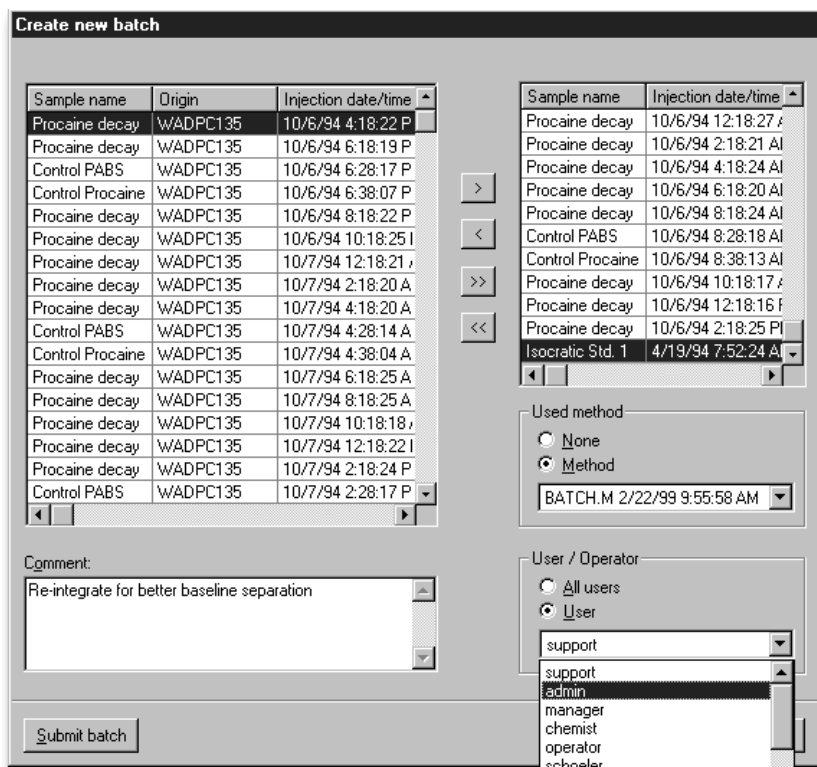 Create new batch
Sample name Origin Injection date/time
Procaine decay WADPC135 10/6/94 4:18:22 P
Procaine decay WADPC135 10/6/94 6:18:19 P
Control PABS WADPC135 10/6/94 6:28:17 P
Control Procaine WADPC135 10/6/94 6:38:07 P
Procaine decay WADPC135 10/6/94 8:18:22 P
Procaine decay WADPC135 10/6/94 10:18:25
Procaine decay WADPC135 10/7/94 12:18:21
Procaine decay WADPC135 10/7/94 2:18:20 A
Procaine decay WADPC135 10/7/94 4:18:20 A
Control PABS WADPC135 10/7/94 4:28:14 A
Control Procaine WADPC135 10/7/94 4:38:04 A
Procaine decay WADPC135 10/7/94 6:18:25 A
Procaine decay WADPC135 10/7/94 8:18:25 A
Procaine decay WADPC135 10/7/94 10:18:18
Procaine decay WADPC135 10/7/94 12:18:22
Procaine decay WADPC135 10/7/94 2:18:24 P
Control PABS WADPC135 10/7/94 2:28:17 P
>
<
>>
<<
Sample name Injection date/time
Procaine decay 10/6/94 12:18:27
Procaine decay 10/6/94 2:18:21 A
Procaine decay 10/6/94 4:18:24 A
Procaine decay 10/6/94 6:18:20 A
Procaine decay 10/6/94 8:18:24 A
Control PABS 10/6/94 8:28:18 A
Control Procaine 10/6/94 8:38:13 A
Procaine decay 10/6/94 10:18:17
Procaine decay 10/6/94 12:18:16
Procaine decay 10/6/94 2:18:25 P
Isocratic Std. 1 4/19/94 7:52:24 A
Used method
None
Method
BATCH.M 2/22/99 9:55:58 AM
Comment:
Re-integrate for better baseline separation
User / Operator
All users
User
support
support
admin
manager
chemist
operator
schoeler
Submit batch